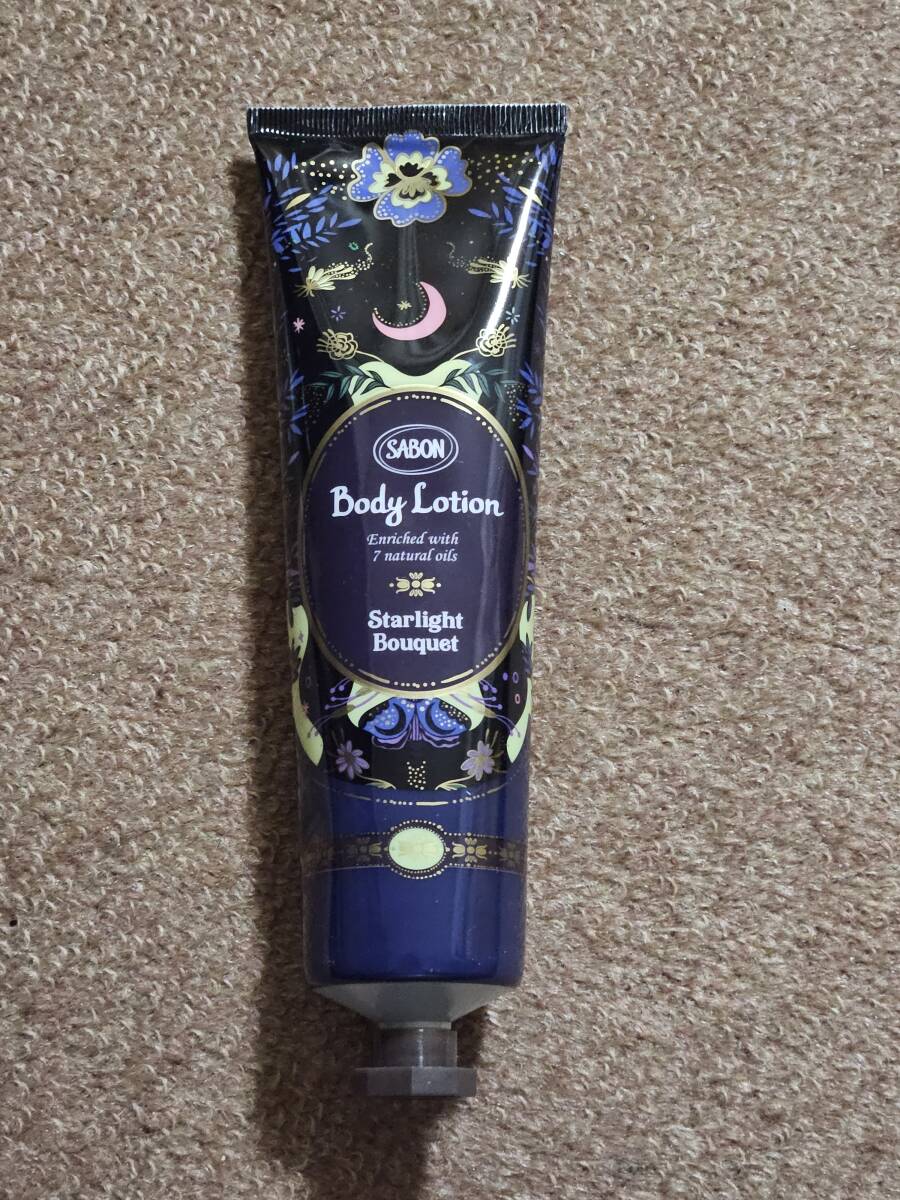 SABON
Body Lotion
Enriched with
7 natural oils
Starlight
Bouquet